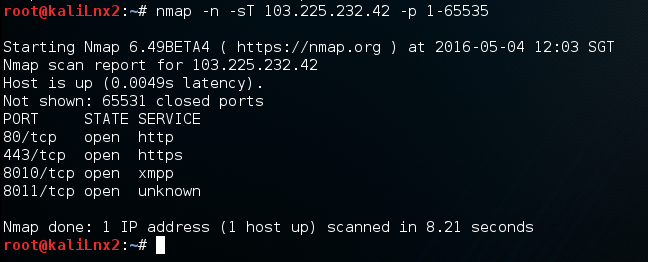 root@kaliLnx2:~# nmap -n -sT 103.225.232.42 -p 1-65535
Starting Nmap 6.49BETA4 ( https://nmap.org ) at 2016-05-04 12:03 SGT
Nmap scan report for 103.225.232.42
Host is up (0.0049s latency).
Not shown: 65531 closed ports
PORT     STATE SERVICE
80/tcp   open  http
443/tcp  open  https
8010/tcp open  xmpp
8011/tcp open  unknown
Nmap done: 1 IP address (1 host up) scanned in 8.21 seconds
root@kaliLnx2:~#